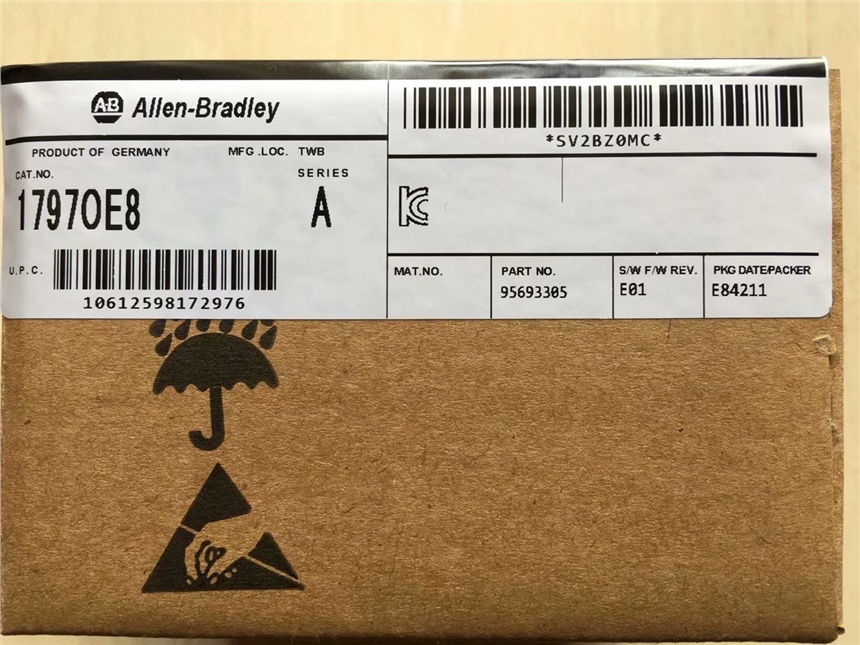 AB Allen-Bradley
*SV2BZ0MC*
PRODUCT OF GERMANY MFG .LOC. TWB
CAT.NO. SERIES
1797OE8 A
KC
U.P.C. 10612598172976
MAT.NO. PART NO. S/W F/W REV. PKG DATE/PACKER
95693305 E01 E84211